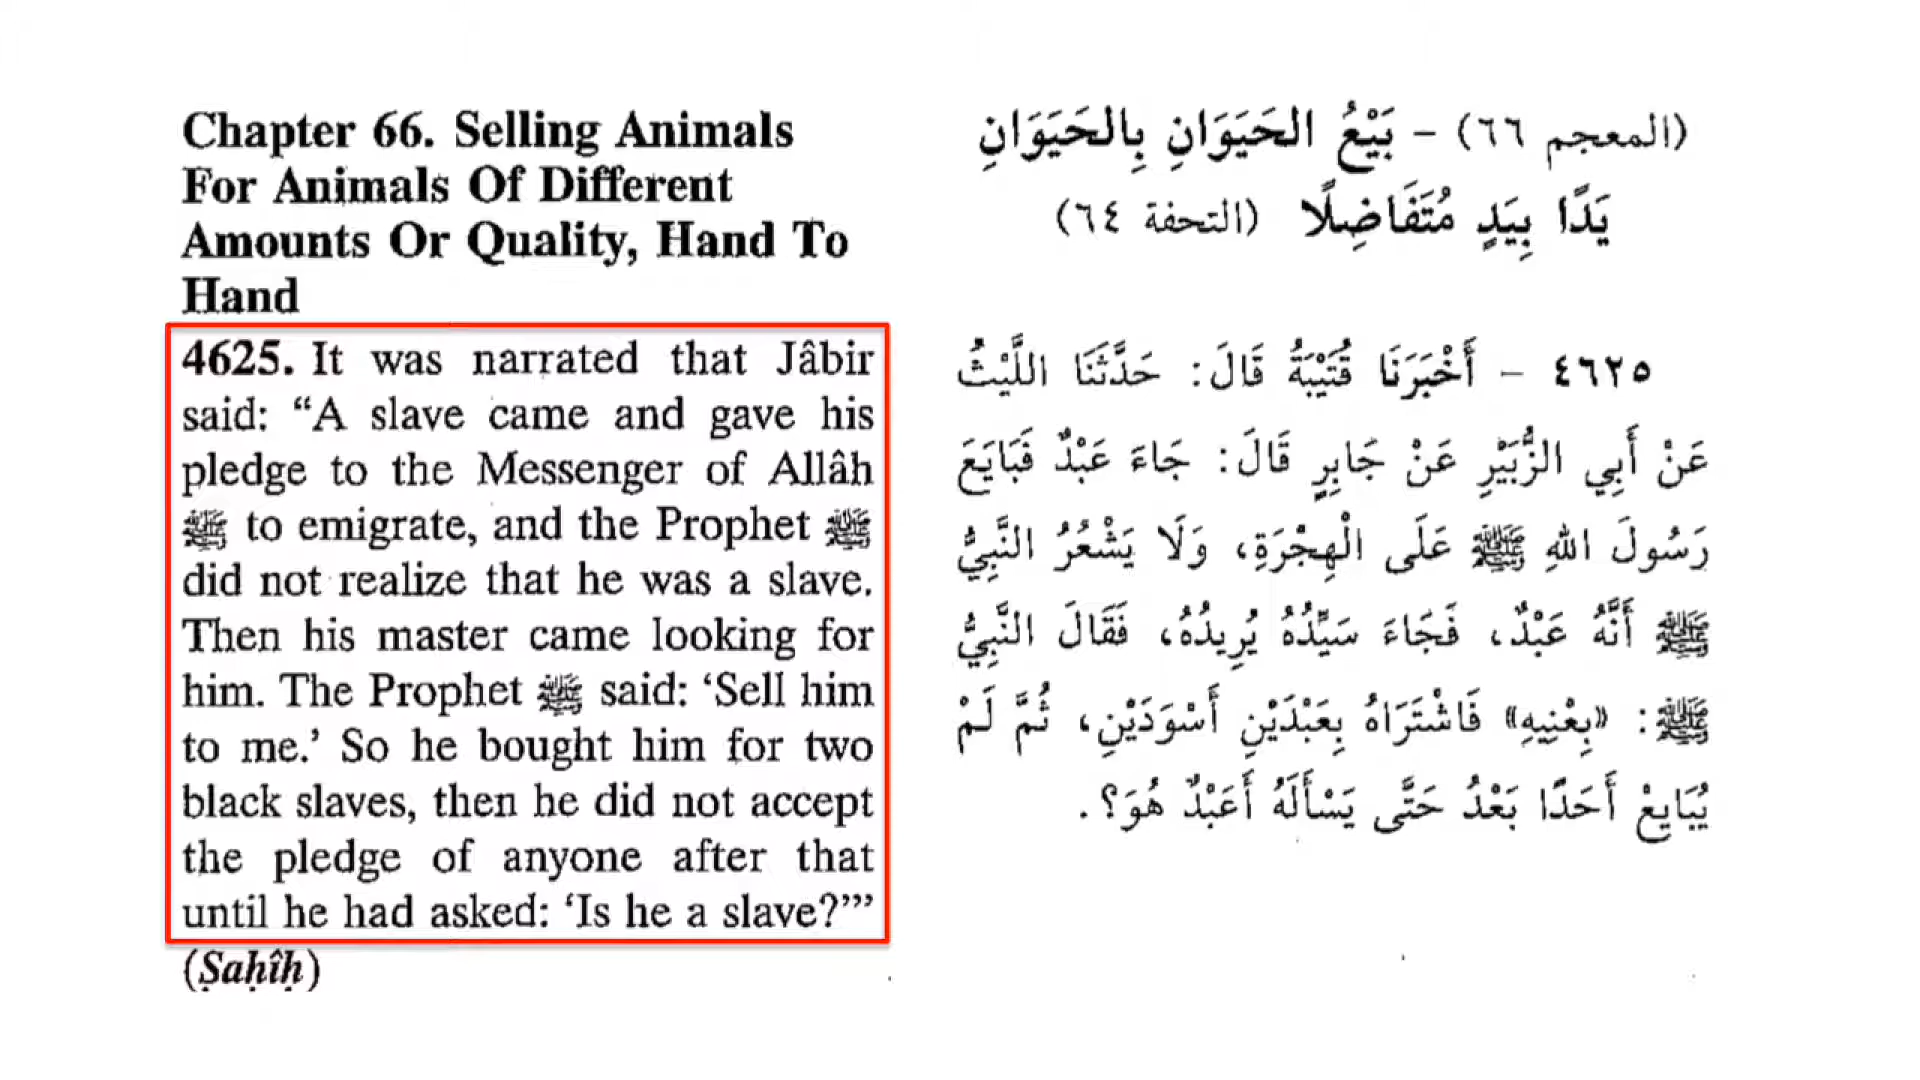 Chapter 66. Selling Animals
For Animals Of Different
Amounts Or Quality, Hand To
Hand
4625. It was narrated that Jâbir
said: “A slave came and gave his
pledge to the Messenger of Allâh
ﷺ to emigrate, and the Prophet ﷺ
did not realize that he was a slave.
Then his master came looking for
him. The Prophet ﷺ said: ‘Sell him
to me.’ So he bought him for two
black slaves, then he did not accept
the pledge of anyone after that
until he had asked: ‘Is he a slave?’”
(Ṣaḥîḥ)
(المعجم ٦٦) - بَيْعُ الحَيَوَانِ بِالحَيَوَانِ
يَدًا بِيَدٍ مُتَفَاضِلًا (التحفة ٦٤)
٤٦٢٥ - أَخْبَرَنَا قُتَيْبَةُ قَالَ: حَدَّثَنَا اللَّيْثُ
عَنْ أَبِي الزُّبَيْرِ عَنْ جَابِرٍ قَالَ: جَاءَ عَبْدٌ فَبَايَعَ
رَسُولَ اللهِ ﷺ عَلَى الْهِجْرَةِ، وَلَا يَشْعُرُ النَّبِيُّ
ﷺ أَنَّهُ عَبْدٌ، فَجَاءَ سَيِّدُهُ يُرِيدُهُ، فَقَالَ النَّبِيُّ
ﷺ: «بِعْنِيهِ» فَاشْتَرَاهُ بِعَبْدَيْنِ أَسْوَدَيْنِ، ثُمَّ لَمْ
يُبَايِعْ أَحَدًا بَعْدُ حَتَّى يَسْأَلَهُ أَعَبْدٌ هُوَ؟.